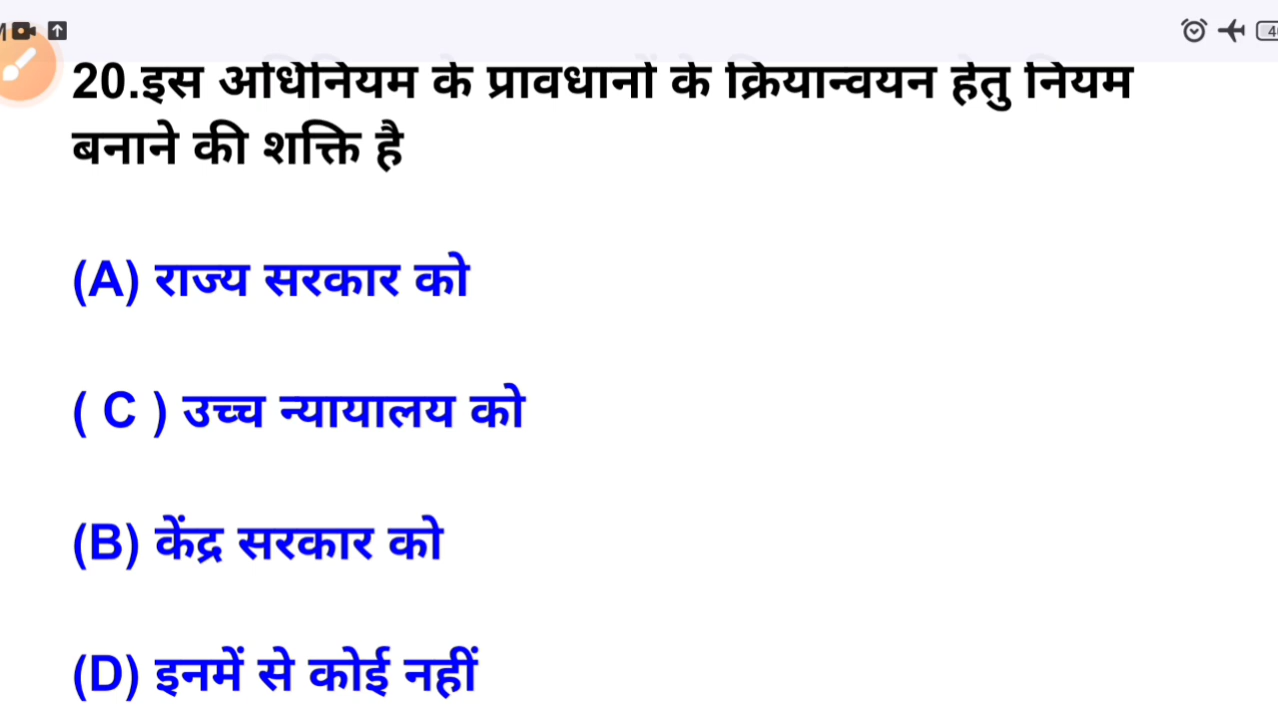 20.इस अधिनियम के प्रावधानों के क्रियान्वयन हेतु नियम
बनाने की शक्ति है
(A) राज्य सरकार को
( C ) उच्च न्यायालय को
(B) केंद्र सरकार को
(D) इनमें से कोई नहीं